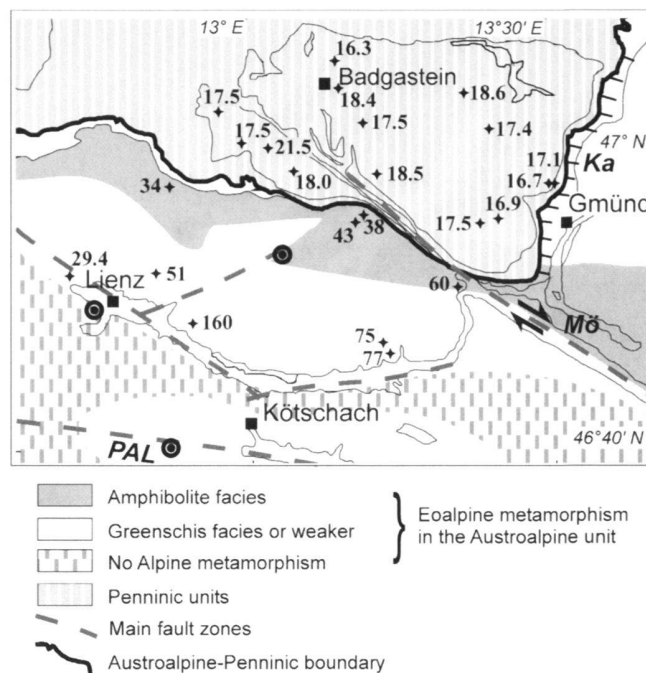 13° E 13° 30' E
16.3
Badgastein
18.4
18.6
17.5
17.5
17.4
47° N
17.5
21.5
17.1
Ka
18.0
18.5
16.7
34
Gmünd
38
43
17.5
16.9
29.4
51
Lienz
60
Mö
160
75
77
Kötschach
46°40' N
PAL
Amphibolite facies
Greenschis facies or weaker
No Alpine metamorphism
Eoalpine metamorphism
in the Austroalpine unit
Penninic units
Main fault zones
Austroalpine-Penninic boundary